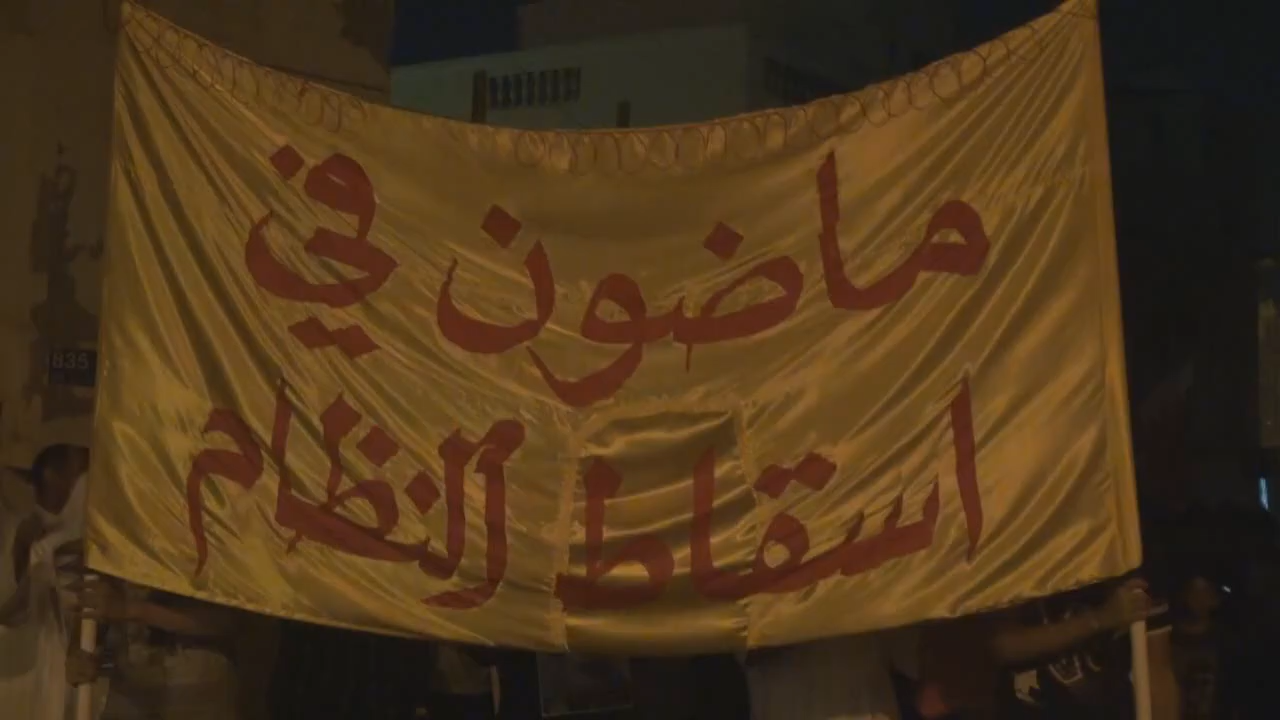 ماضون في
اسقاط النظام
835